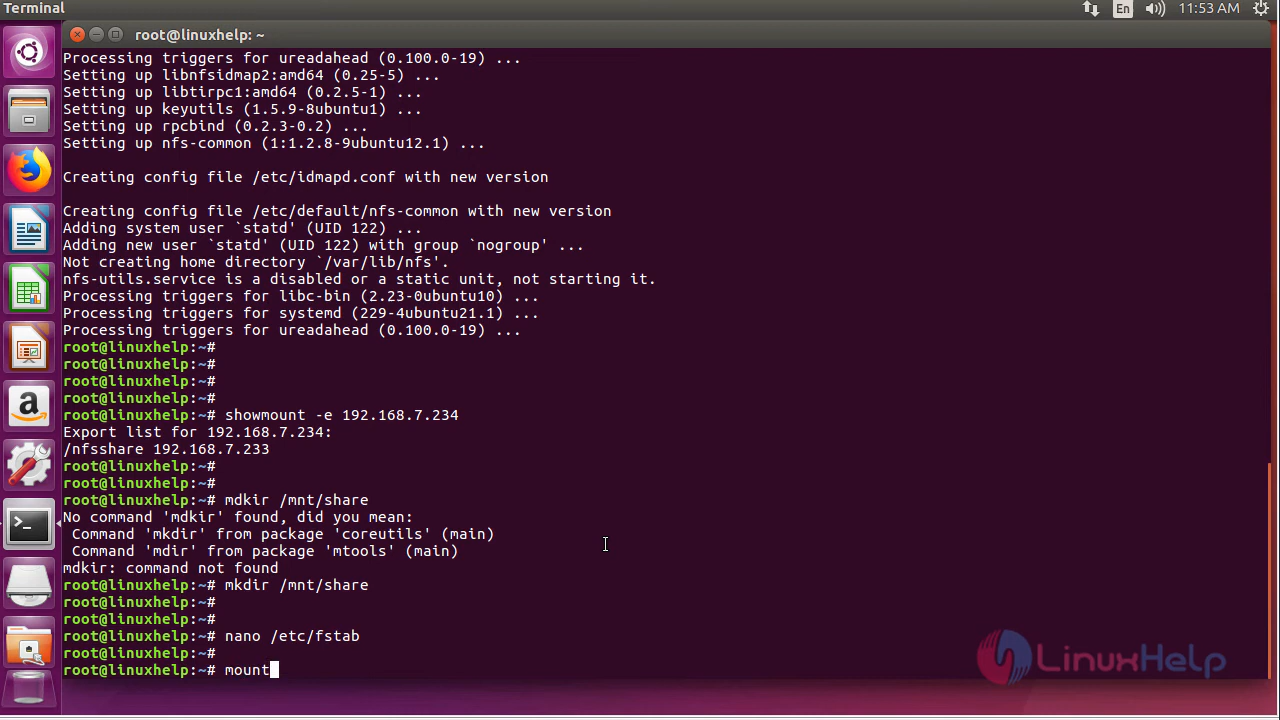 Terminal
En
11:53 AM
root@linuxhelp: ~
Processing triggers for ureadahead (0.100.0-19) ...
Setting up libnfsidmap2:amd64 (0.25-5) ...
Setting up libtirpc1:amd64 (0.2.5-1) ...
Setting up keyutils (1.5.9-8ubuntu1) ...
Setting up rpcbind (0.2.3-0.2) ...
Setting up nfs-common (1:1.2.8-9ubuntu12.1) ...
Creating config file /etc/idmapd.conf with new version
Creating config file /etc/default/nfs-common with new version
Adding system user `statd' (UID 122) ...
Adding new user `statd' (UID 122) with group `nogroup' ...
Not creating home directory `/var/lib/nfs'.
nfs-utils.service is a disabled or a static unit, not starting it.
Processing triggers for libc-bin (2.23-0ubuntu10) ...
Processing triggers for systemd (229-4ubuntu21.1) ...
Processing triggers for ureadahead (0.100.0-19) ...
root@linuxhelp:~#
root@linuxhelp:~#
root@linuxhelp:~#
root@linuxhelp:~#
root@linuxhelp:~# showmount -e 192.168.7.234
Export list for 192.168.7.234:
/nfsshare 192.168.7.233
root@linuxhelp:~#
root@linuxhelp:~#
root@linuxhelp:~# mdkir /mnt/share
No command 'mdkir' found, did you mean:
 Command 'mkdir' from package 'coreutils' (main)
 Command 'mdir' from package 'mtools' (main)
mdkir: command not found
root@linuxhelp:~# mkdir /mnt/share
root@linuxhelp:~#
root@linuxhelp:~#
root@linuxhelp:~# nano /etc/fstab
root@linuxhelp:~#
root@linuxhelp:~# mount
LinuxHelp